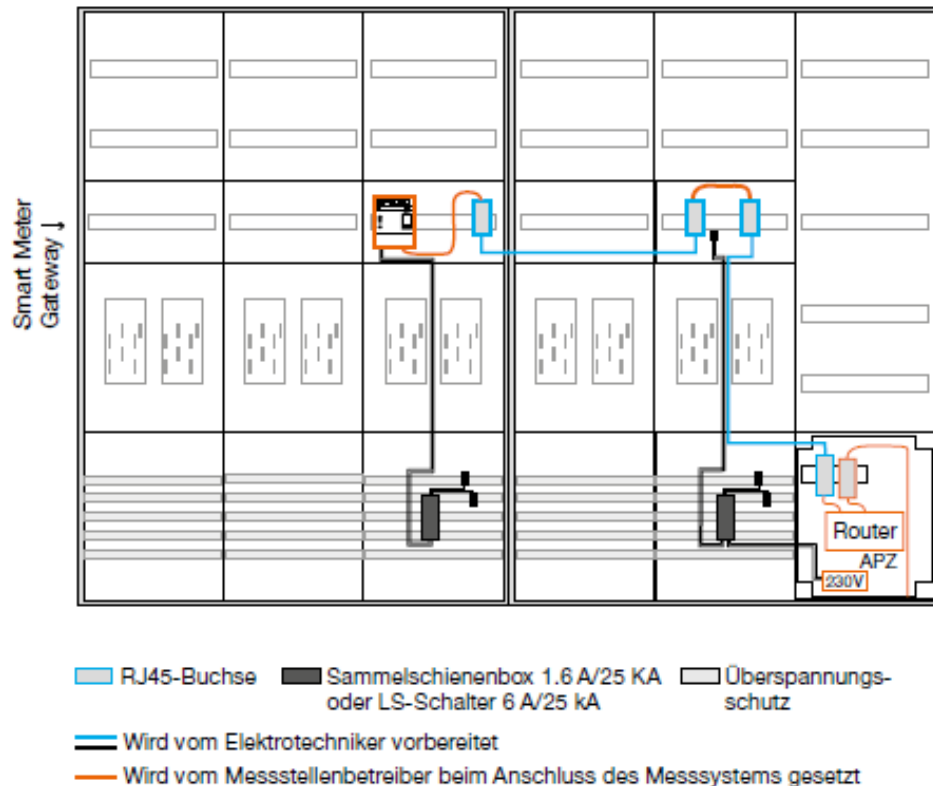 Smart Meter
Gateway ↓
Router
APZ
230V
RJ45-Buchse
Sammelschienenbox 1.6 A/25 KA
oder LS-Schalter 6 A/25 kA
Überspannungs-
schutz
Wird vom Elektrotechniker vorbereitet
Wird vom Messstellenbetreiber beim Anschluss des Messsystems gesetzt